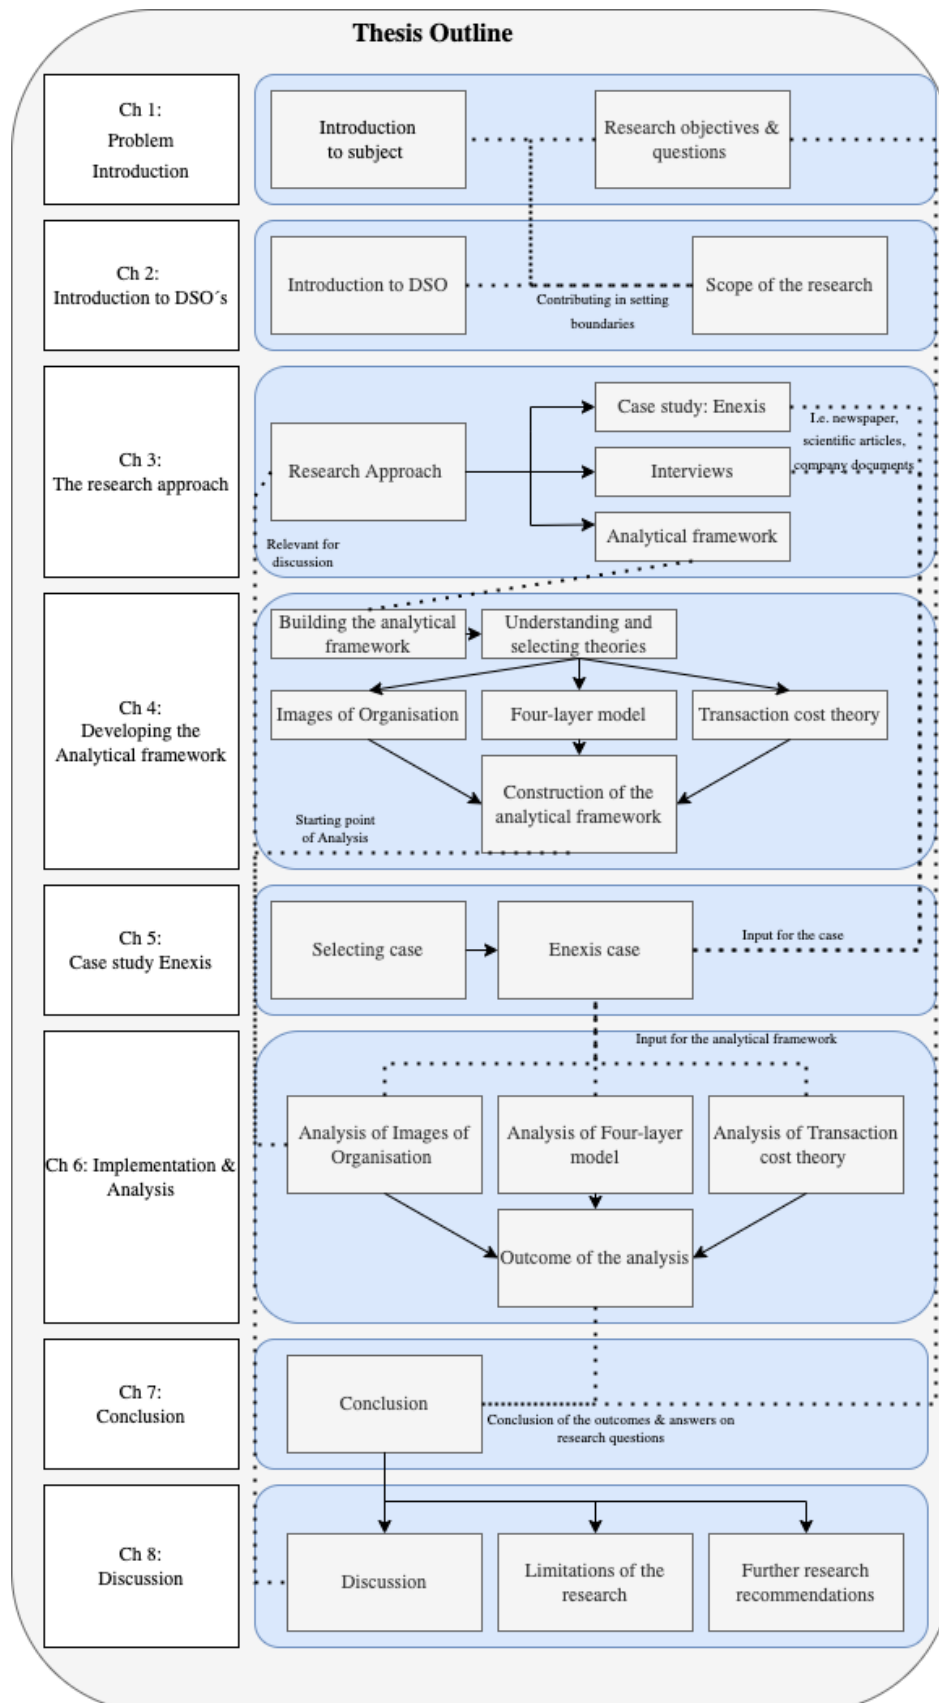 Thesis Outline
Ch 1:
Problem
Introduction
Introduction
to subject
Research objectives &
questions
Ch 2:
Introduction to DSO´s
Introduction to DSO
Contributing in setting
boundaries
Scope of the research
Ch 3:
The research approach
Research Approach
Case study: Enexis
Interviews
Analytical framework
I.e. newspaper,
scientific articles,
company documents
Relevant for
discussion
Ch 4:
Developing the
Analytical framework
Building the analytical
framework
Understanding and
selecting theories
Images of Organisation
Four-layer model
Transaction cost theory
Construction of the
analytical framework
Starting point
of Analysis
Ch 5:
Case study Enexis
Selecting case
Enexis case
Input for the case
Input for the analytical framework
Ch 6: Implementation &
Analysis
Analysis of Images of
Organisation
Analysis of Four-layer
model
Analysis of Transaction
cost theory
Outcome of the analysis
Ch 7:
Conclusion
Conclusion
Conclusion of the outcomes & answers on
research questions
Ch 8:
Discussion
Discussion
Limitations of the
research
Further research
recommendations